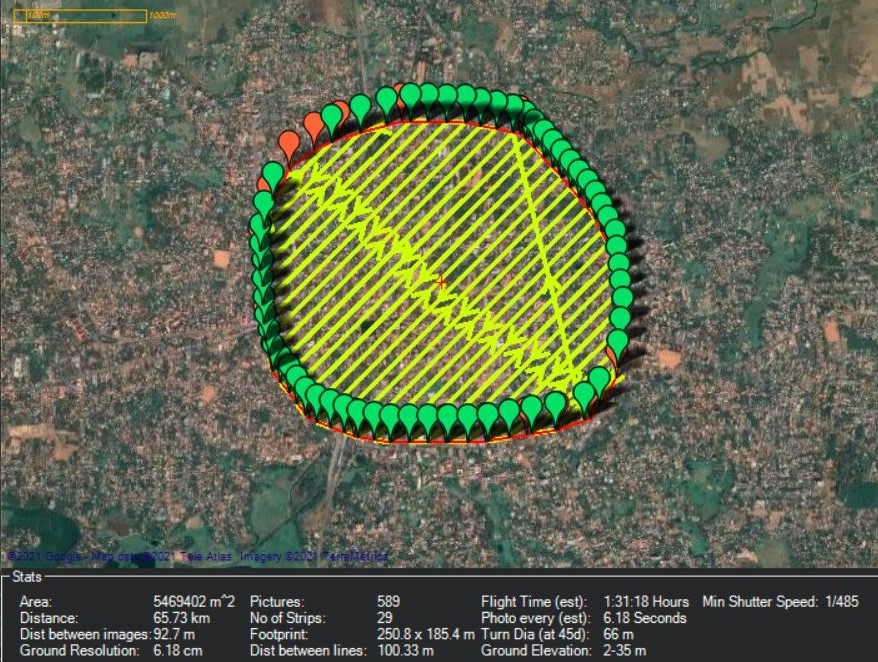 100m 1000m
©2021 Google - Map data ©2021 Tele Atlas, Imagery ©2021 TerraMetrics
Stats
Area: 5469402 m^2 Pictures: 589 Flight Time (est): 1:31:18 Hours Min Shutter Speed: 1/485
Distance: 65.73 km No of Strips: 29 Photo every (est): 6.18 Seconds
Dist between images: 92.7 m Footprint: 250.8 x 185.4 m Turn Dia (at 45d): 66 m
Ground Resolution: 6.18 cm Dist between lines: 100.33 m Ground Elevation: 2-35 m